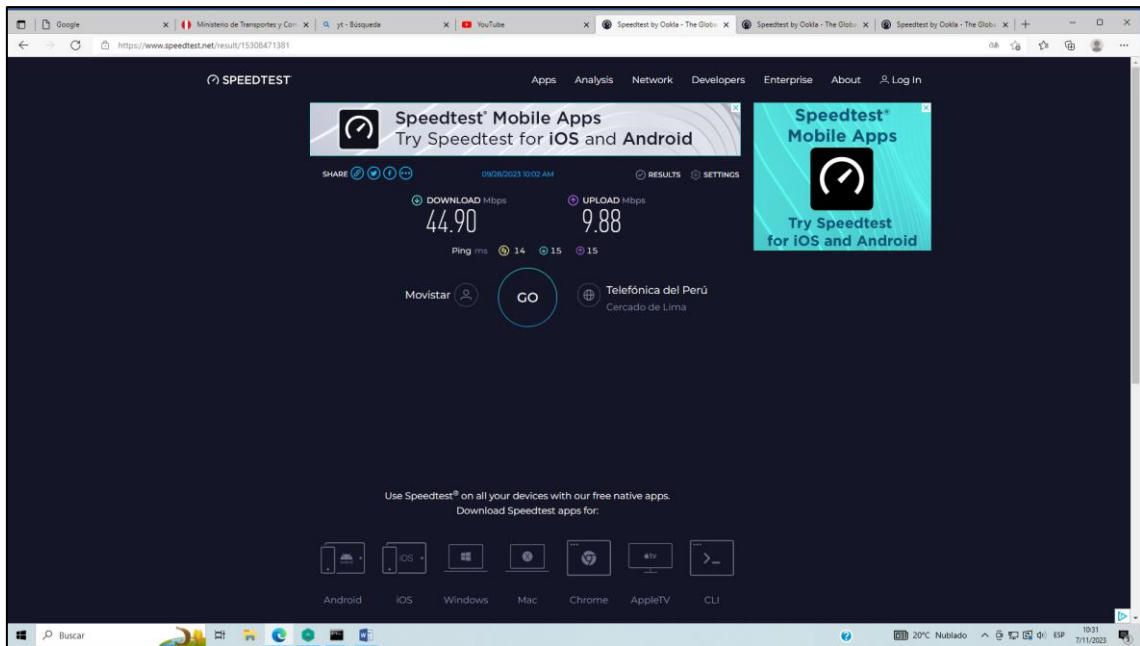 Google
Ministerio de Transportes y Con
yt - Búsqueda
YouTube
Speedtest by Ookla - The Globa
Speedtest by Ookla - The Globa
Speedtest by Ookla - The Globa
https://www.speedtest.net/result/15308471381
SPEEDTEST
Apps Analysis Network Developers Enterprise About Log In
Speedtest® Mobile Apps
Try Speedtest for iOS and Android
Speedtest®
Mobile Apps
Try Speedtest
for iOS and Android
SHARE 09/28/2023 10:02 AM RESULTS SETTINGS
DOWNLOAD Mbps UPLOAD Mbps
44.90 9.88
Ping ms 14 15 15
Movistar GO Telefónica del Perú
Cercado de Lima
Use Speedtest® on all your devices with our free native apps.
Download Speedtest apps for:
Android iOS Windows Mac Chrome AppleTV CLI
Buscar 20°C Nublado ESP 10:31
7/11/2023